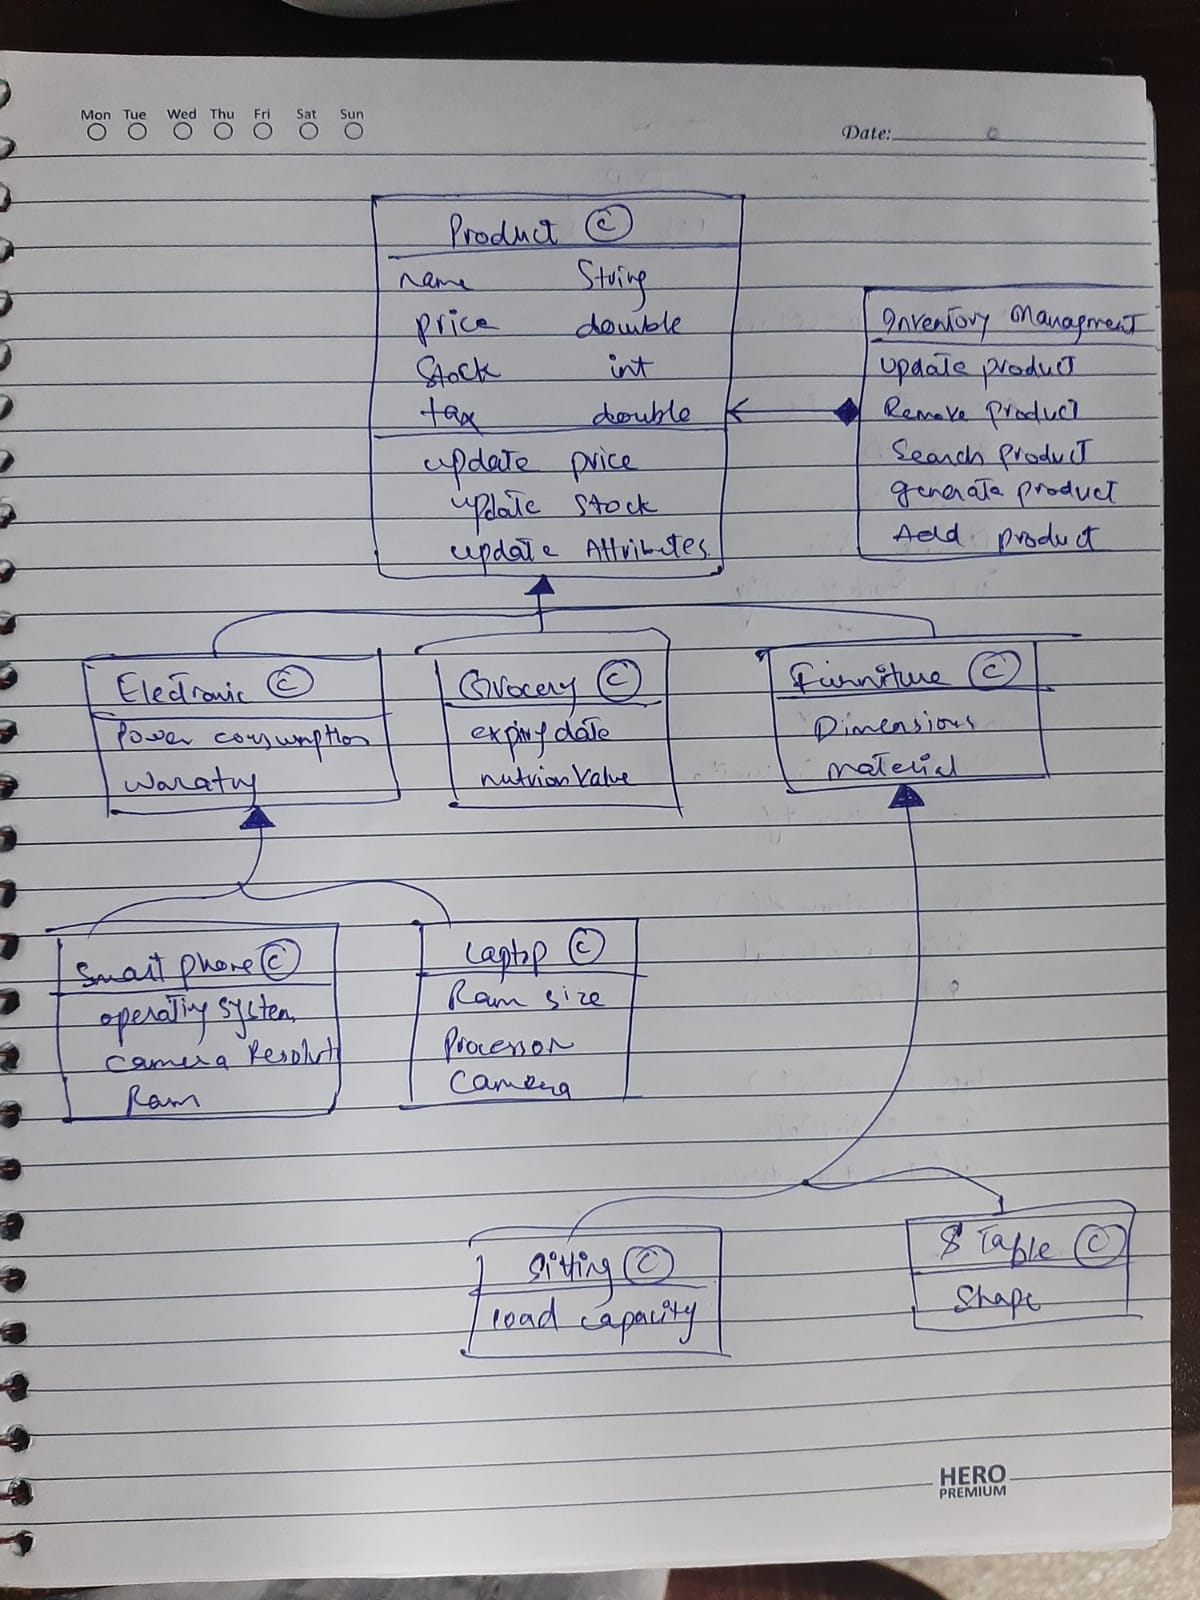 Mon Tue Wed Thu Fri Sat Sun
Date:
Product C
name String
price double
Stock int
tax double
update price
update Stock
update Attributes
Inventory Managment
update product
Remove product
Search product
generate product
Add product
Electronic C
Power consumption
Waratny
Grocery C
expiry date
nutrion Value
Furniture C
Dimensions
material
Smart phone C
operating system
Camera Resolut
Ram
Laptop C
Ram size
Processor
Camera
Sitting C
load capacity
Table C
Shape
HERO
PREMIUM